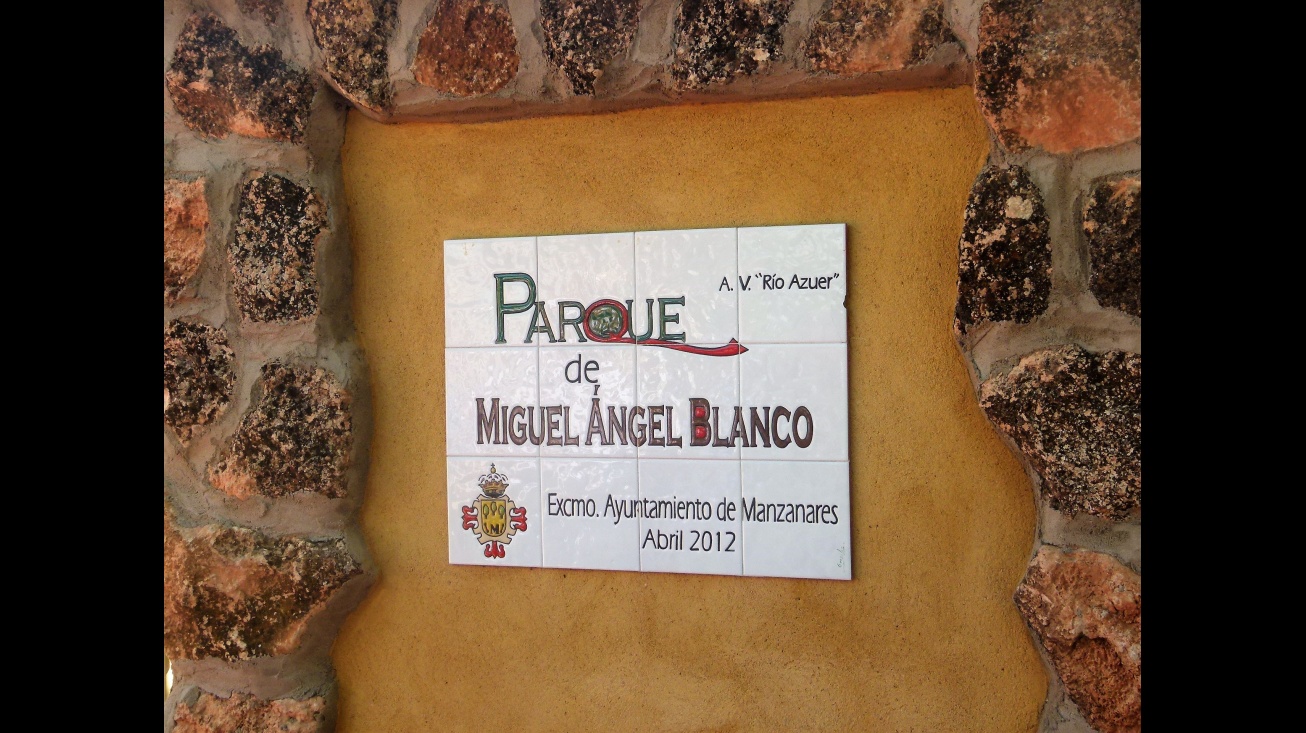 A. V. "Río Azuer"
PARQUE
de
MIGUEL ÁNGEL BLANCO
Excmo. Ayuntamiento de Manzanares
Abril 2012